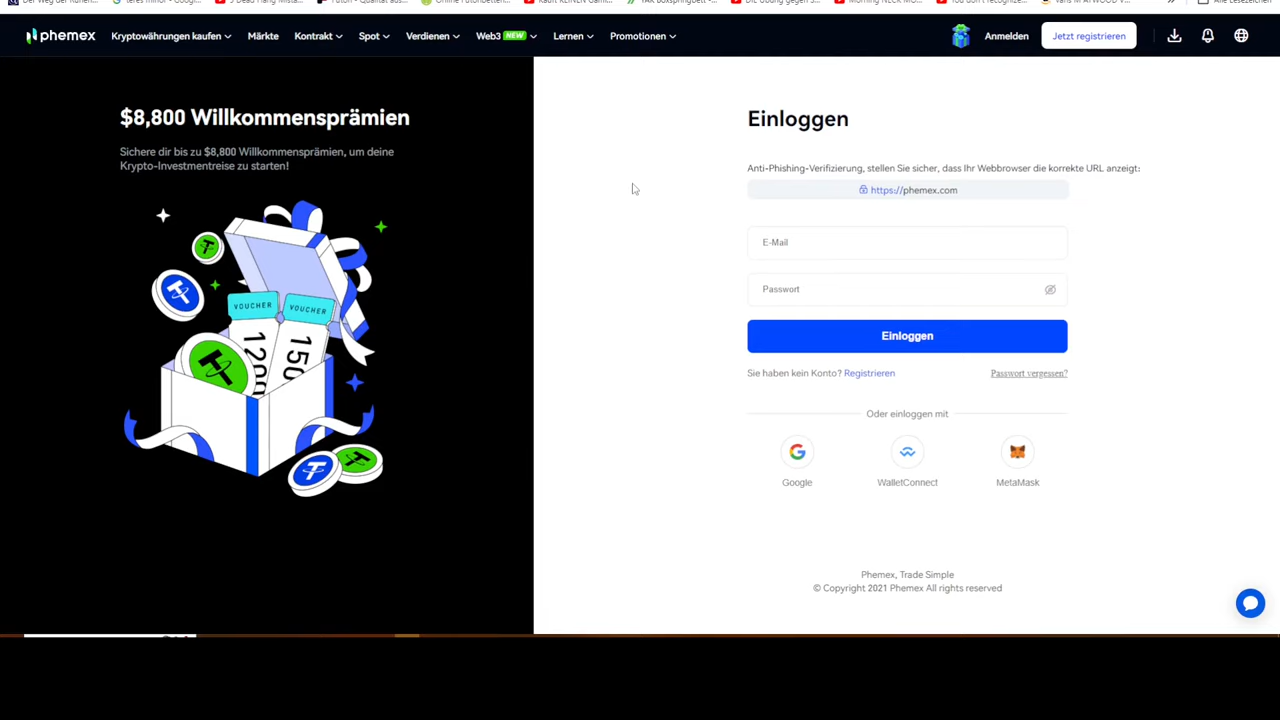 phemex
Kryptowährungen kaufen
Märkte
Kontrakt
Spot
Verdienen
Web3 NEW
Lernen
Promotionen
Anmelden
Jetzt registrieren
$8,800 Willkommensprämien
Sichere dir bis zu $8,800 Willkommensprämien, um deine
Krypto-Investmentreise zu starten!
VOUCHER
VOUCHER
1200
150
Einloggen
Anti-Phishing-Verifizierung, stellen Sie sicher, dass Ihr Webbrowser die korrekte URL anzeigt:
https://phemex.com
E-Mail
Passwort
Einloggen
Sie haben kein Konto? Registrieren
Passwort vergessen?
Oder einloggen mit
Google
WalletConnect
MetaMask
Phemex, Trade Simple
© Copyright 2021 Phemex All rights reserved